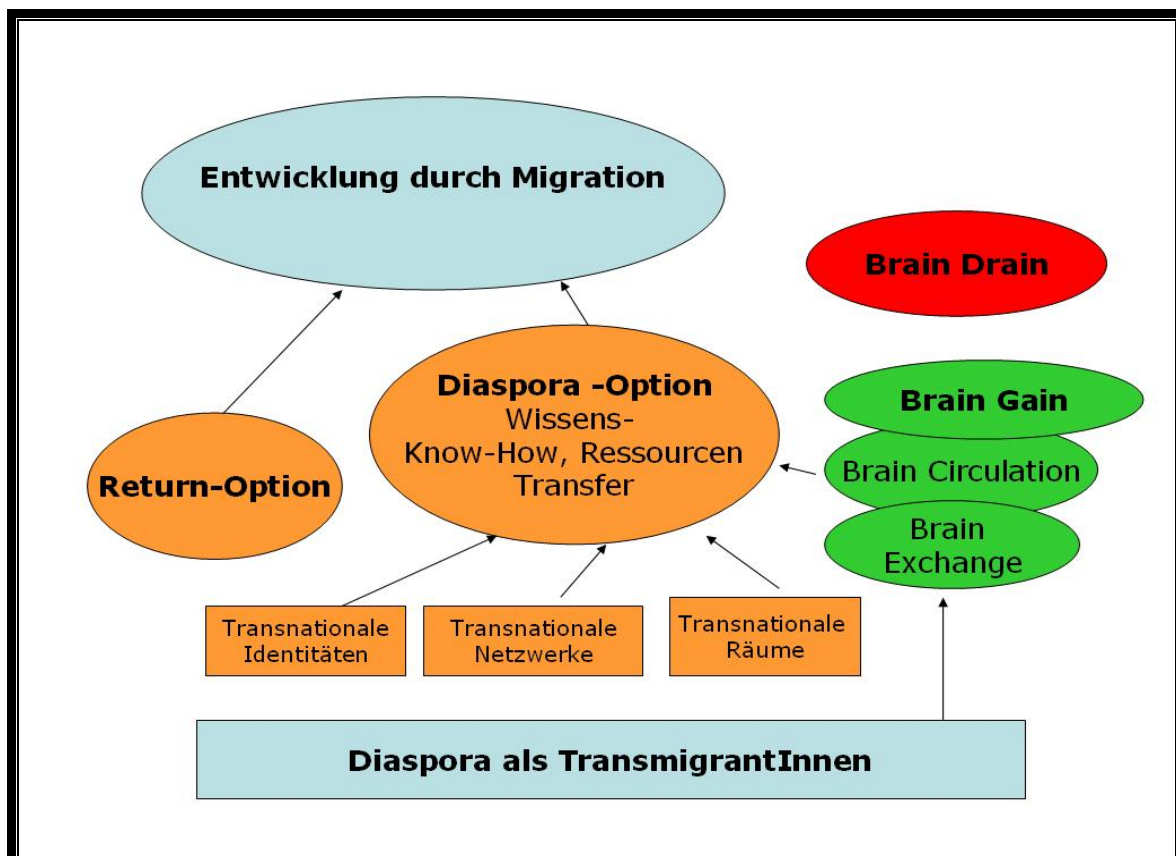 Entwicklung durch Migration
Brain Drain
Diaspora -Option
Wissens-
Know-How, Ressourcen
Transfer
Brain Gain
Brain Circulation
Brain
Exchange
Return-Option
Transnationale
Identitäten
Transnationale
Netzwerke
Transnationale
Räume
Diaspora als TransmigrantInnen